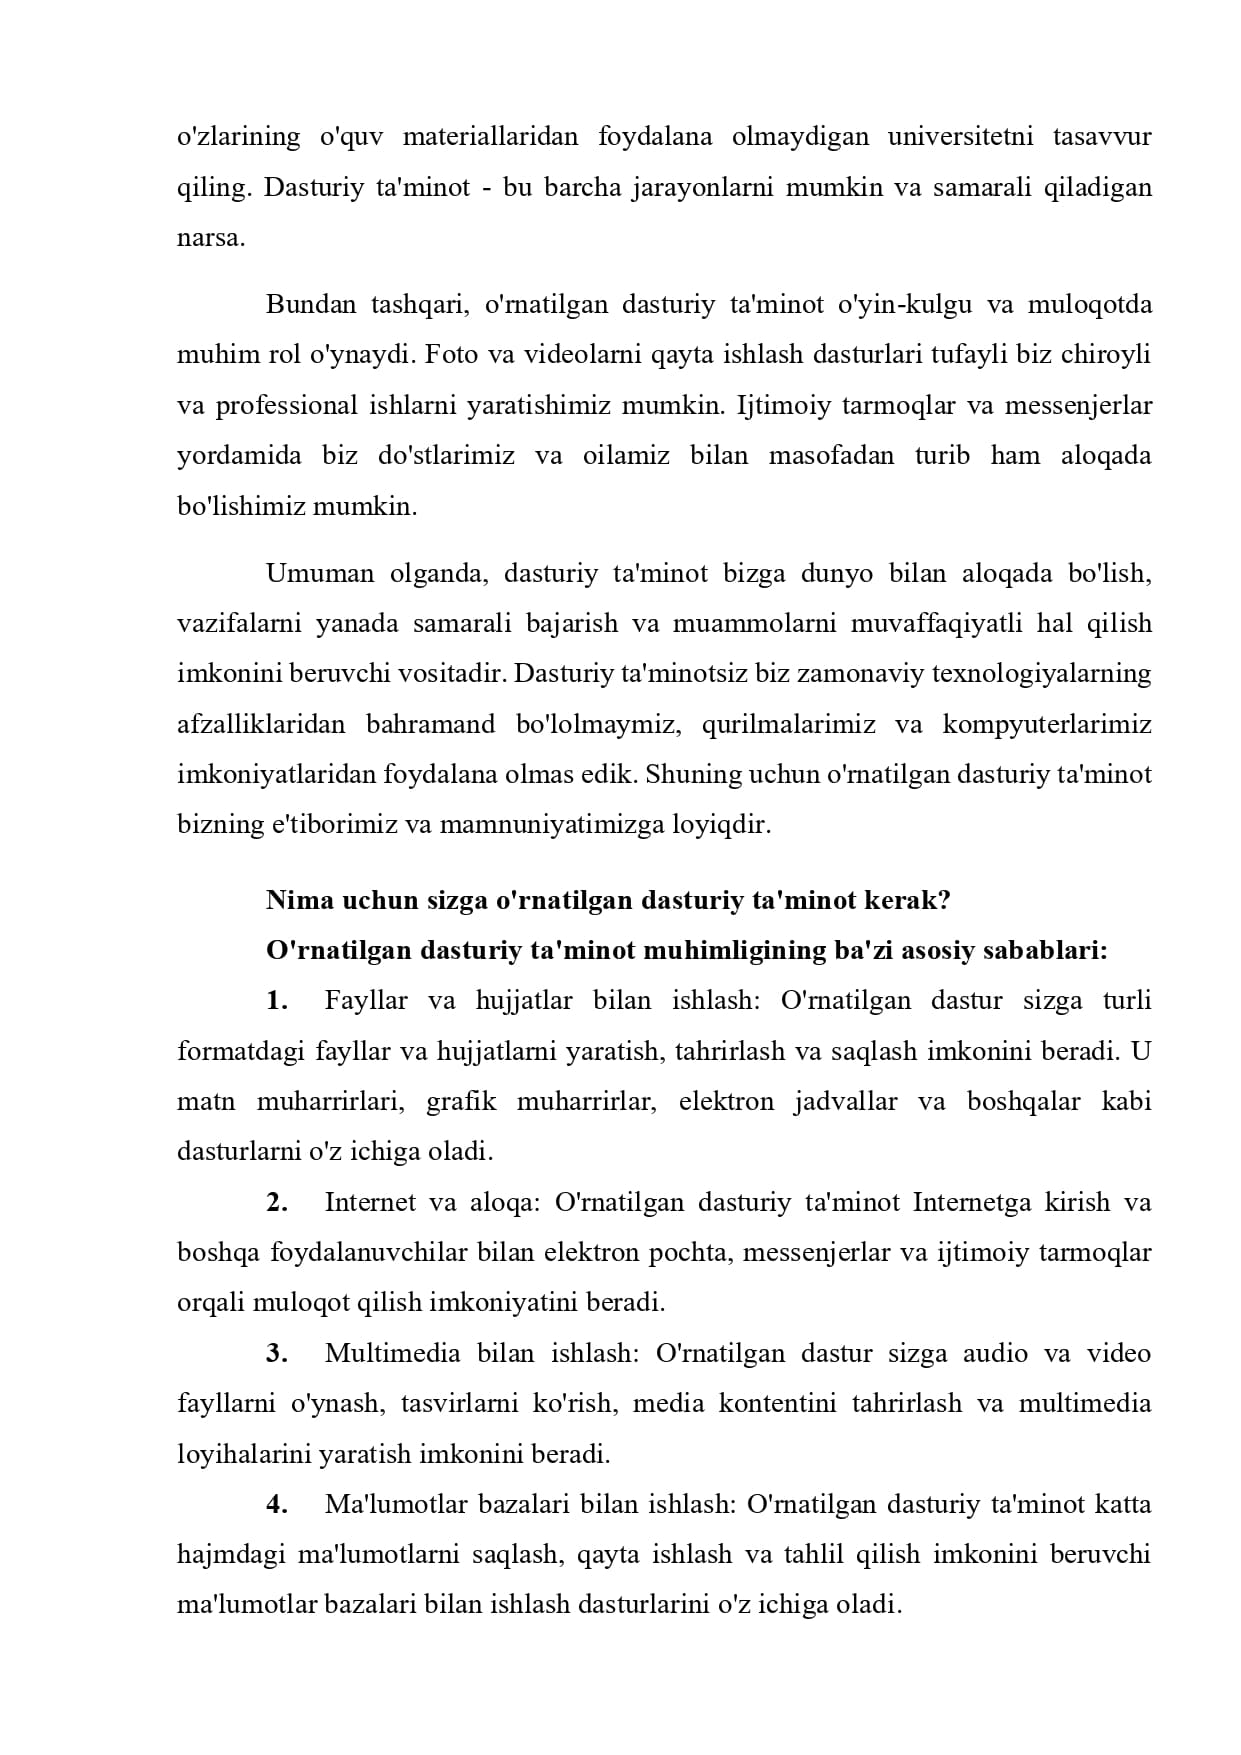 o'zlarining o'quv materiallaridan foydalana olmaydigan universitetni tasavvur
qiling. Dasturiy ta'minot - bu barcha jarayonlarni mumkin va samarali qiladigan
narsa.
Bundan tashqari, o'rnatilgan dasturiy ta'minot o'yin-kulgu va muloqotda
muhim rol o'ynaydi. Foto va videolarni qayta ishlash dasturlari tufayli biz chiroyli
va professional ishlarni yaratishimiz mumkin. Ijtimoiy tarmoqlar va messenjerlar
yordamida biz do'stlarimiz va oilamiz bilan masofadan turib ham aloqada
bo'lishimiz mumkin.
Umuman olganda, dasturiy ta'minot bizga dunyo bilan aloqada bo'lish,
vazifalarni yanada samarali bajarish va muammolarni muvaffaqiyatli hal qilish
imkonini beruvchi vositadir. Dasturiy ta'minotsiz biz zamonaviy texnologiyalarning
afzalliklaridan bahramand bo'lolmaymiz, qurilmalarimiz va kompyuterlarimiz
imkoniyatlaridan foydalana olmas edik. Shuning uchun o'rnatilgan dasturiy ta'minot
bizning e'tiborimiz va mamnuniyatimizga loyiqdir.
Nima uchun sizga o'rnatilgan dasturiy ta'minot kerak?
O'rnatilgan dasturiy ta'minot muhimligining ba'zi asosiy sabablari:
1. Fayllar va hujjatlar bilan ishlash: O'rnatilgan dastur sizga turli
formatdagi fayllar va hujjatlarni yaratish, tahrirlash va saqlash imkonini beradi. U
matn muharrirlari, grafik muharrirlar, elektron jadvallar va boshqalar kabi
dasturlarni o'z ichiga oladi.
2. Internet va aloqa: O'rnatilgan dasturiy ta'minot Internetga kirish va
boshqa foydalanuvchilar bilan elektron pochta, messenjerlar va ijtimoiy tarmoqlar
orqali muloqot qilish imkoniyatini beradi.
3. Multimedia bilan ishlash: O'rnatilgan dastur sizga audio va video
fayllarni o'ynash, tasvirlarni ko'rish, media kontentini tahrirlash va multimedia
loyihalarini yaratish imkonini beradi.
4. Ma'lumotlar bazalari bilan ishlash: O'rnatilgan dasturiy ta'minot katta
hajmdagi ma'lumotlarni saqlash, qayta ishlash va tahlil qilish imkonini beruvchi
ma'lumotlar bazalari bilan ishlash dasturlarini o'z ichiga oladi.